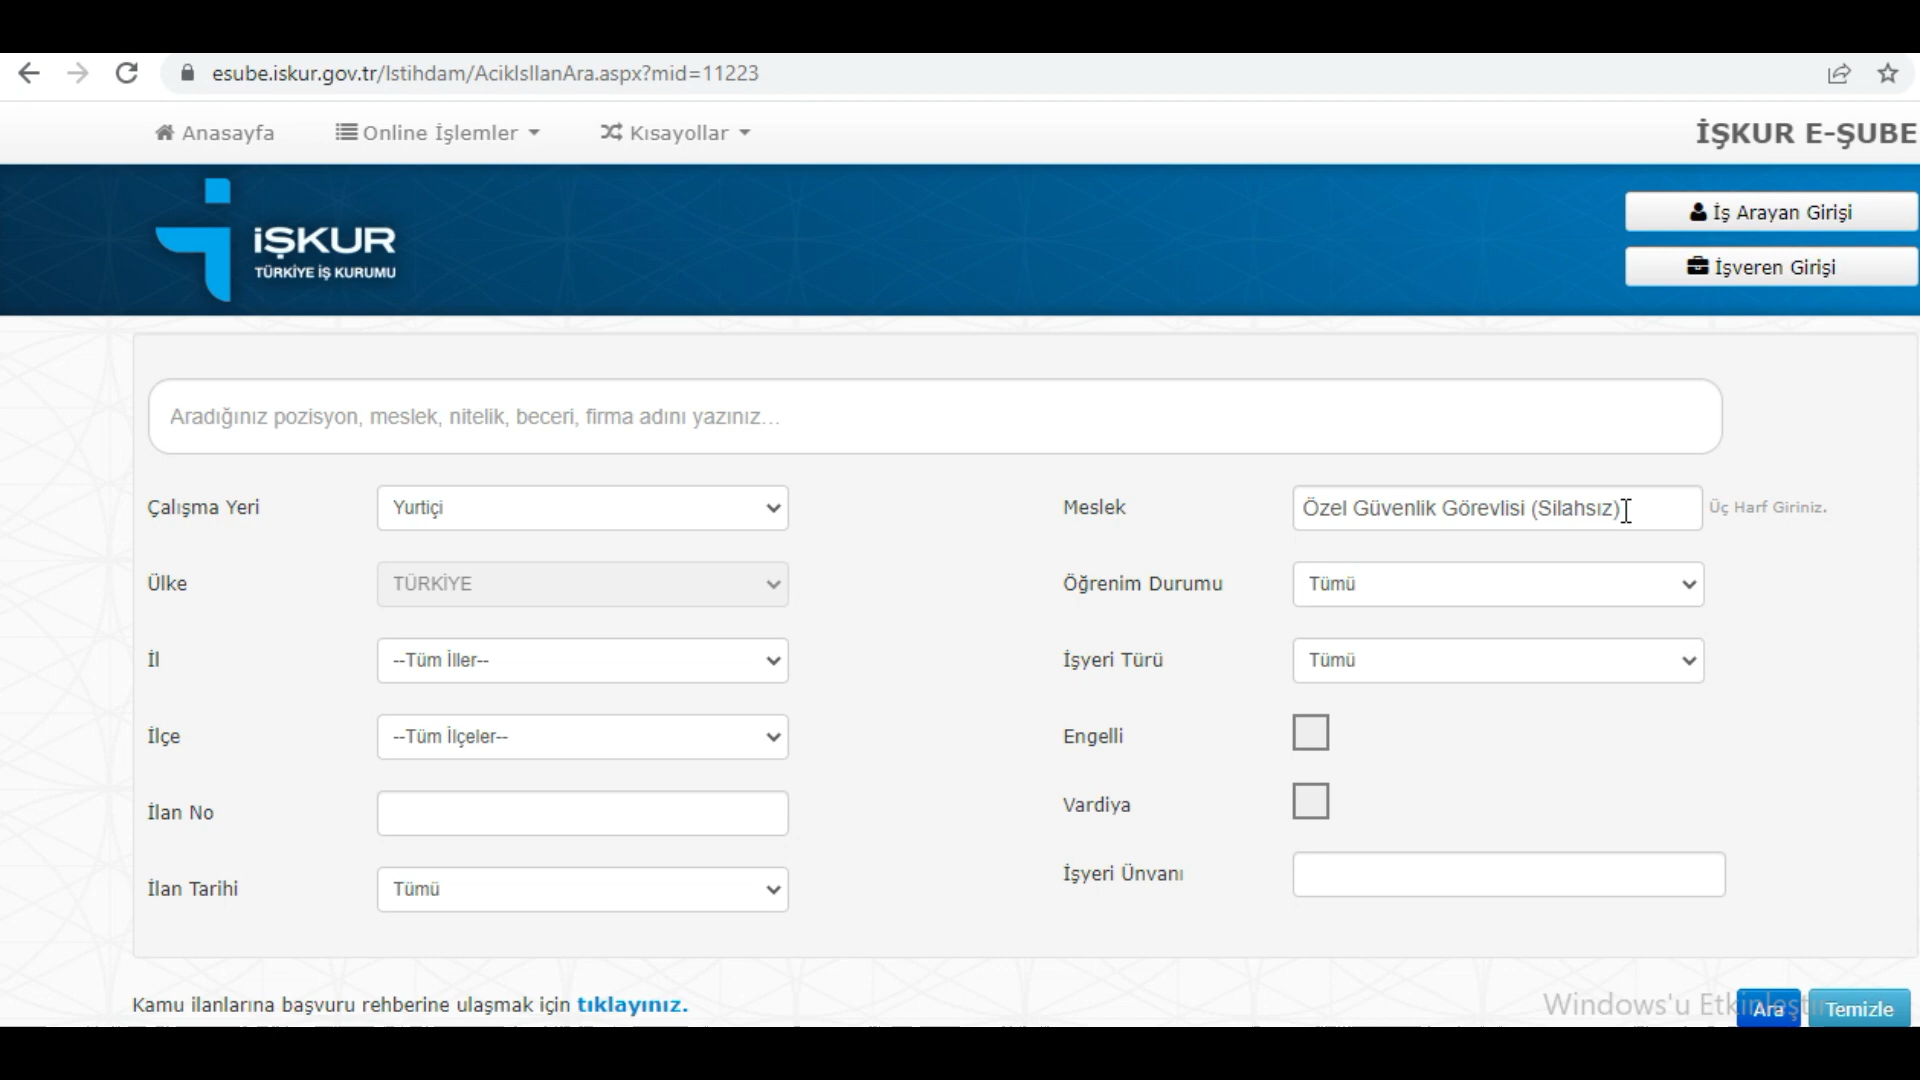 esube.iskur.gov.tr/Istihdam/AcikIsIlanAra.aspx?mid=11223
Anasayfa
Online İşlemler
Kısayollar
İŞKUR E-ŞUBE
İŞKUR
TÜRKİYE İŞ KURUMU
İş Arayan Girişi
İşveren Girişi
Aradığınız pozisyon, meslek, nitelik, beceri, firma adını yazınız...
Çalışma Yeri
Yurtiçi
Meslek
Özel Güvenlik Görevlisi (Silahsız)
Üç Harf Giriniz.
Ülke
TÜRKİYE
Öğrenim Durumu
Tümü
İl
--Tüm İller--
İşyeri Türü
Tümü
İlçe
--Tüm İlçeler--
Engelli
İlan No
Vardiya
İlan Tarihi
Tümü
İşyeri Ünvanı
Kamu ilanlarına başvuru rehberine ulaşmak için tıklayınız.
Windows'u Etkinleştir
Ara
Temizle